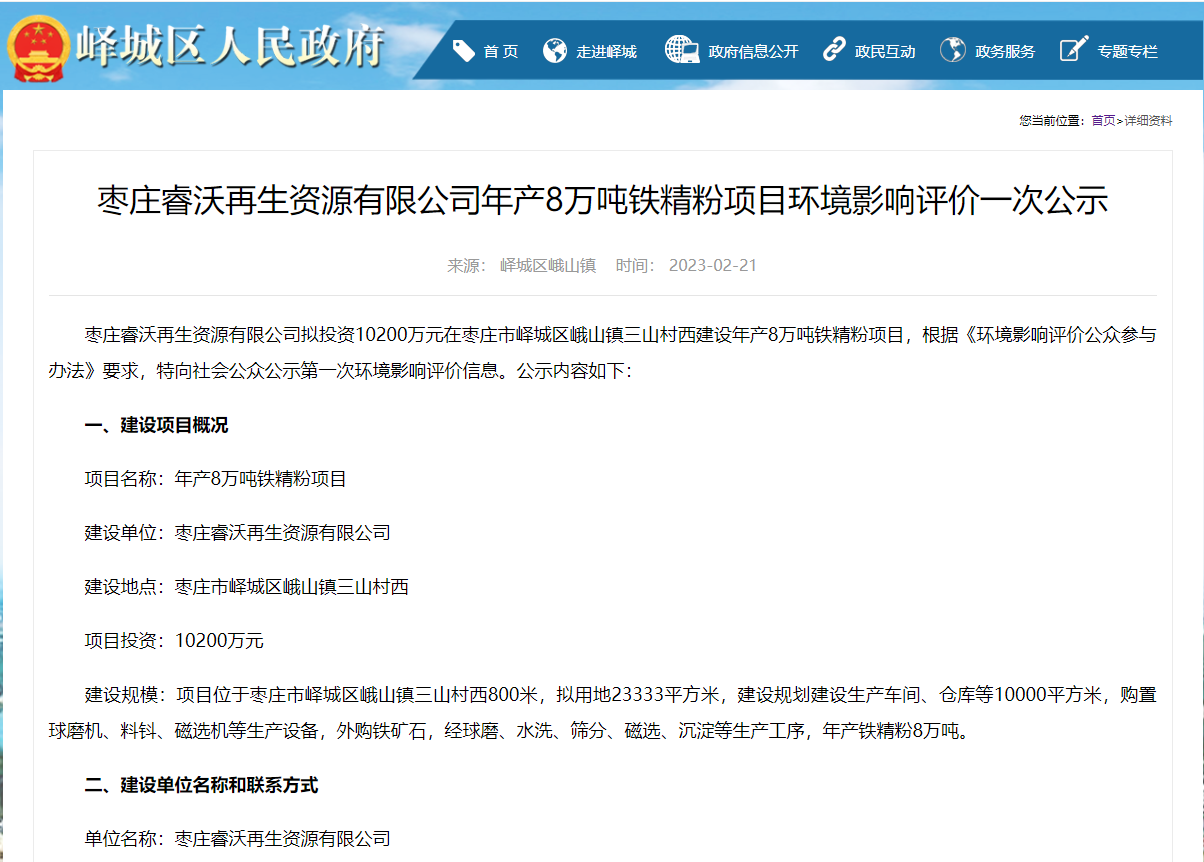 峄城区人民政府
首 页 走进峄城 政府信息公开 政民互动 政务服务 专题专栏
您当前位置：首页>详细资料
枣庄睿沃再生资源有限公司年产8万吨铁精粉项目环境影响评价一次公示
来源： 峄城区峨山镇 时间： 2023-02-21
枣庄睿沃再生资源有限公司拟投资10200万元在枣庄市峄城区峨山镇三山村西建设年产8万吨铁精粉项目，根据《环境影响评价公众参与
办法》要求，特向社会公众公示第一次环境影响评价信息。公示内容如下：
一、建设项目概况
项目名称：年产8万吨铁精粉项目
建设单位：枣庄睿沃再生资源有限公司
建设地点：枣庄市峄城区峨山镇三山村西
项目投资：10200万元
建设规模：项目位于枣庄市峄城区峨山镇三山村西800米，拟用地23333平方米，建设规划建设生产车间、仓库等10000平方米，购置
球磨机、料钭、磁选机等生产设备，外购铁矿石，经球磨、水洗、筛分、磁选、沉淀等生产工序，年产铁精粉8万吨。
二、建设单位名称和联系方式
单位名称：枣庄睿沃再生资源有限公司